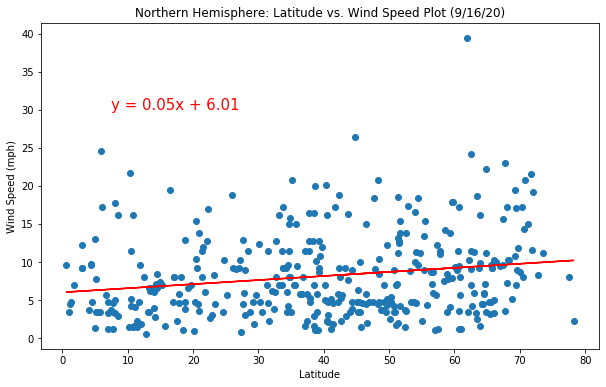 Northern Hemisphere: Latitude vs. Wind Speed Plot (9/16/20)
40
35
30
25
20
15
10
5
0
Wind Speed (mph)
y = 0.05x + 6.01
0 10 20 30 40 50 60 70 80
Latitude